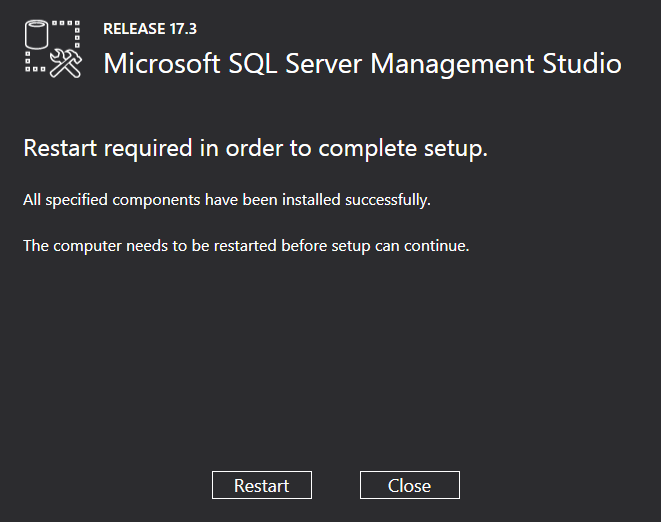 RELEASE 17.3
Microsoft SQL Server Management Studio
Restart required in order to complete setup.
All specified components have been installed successfully.
The computer needs to be restarted before setup can continue.
Restart
Close